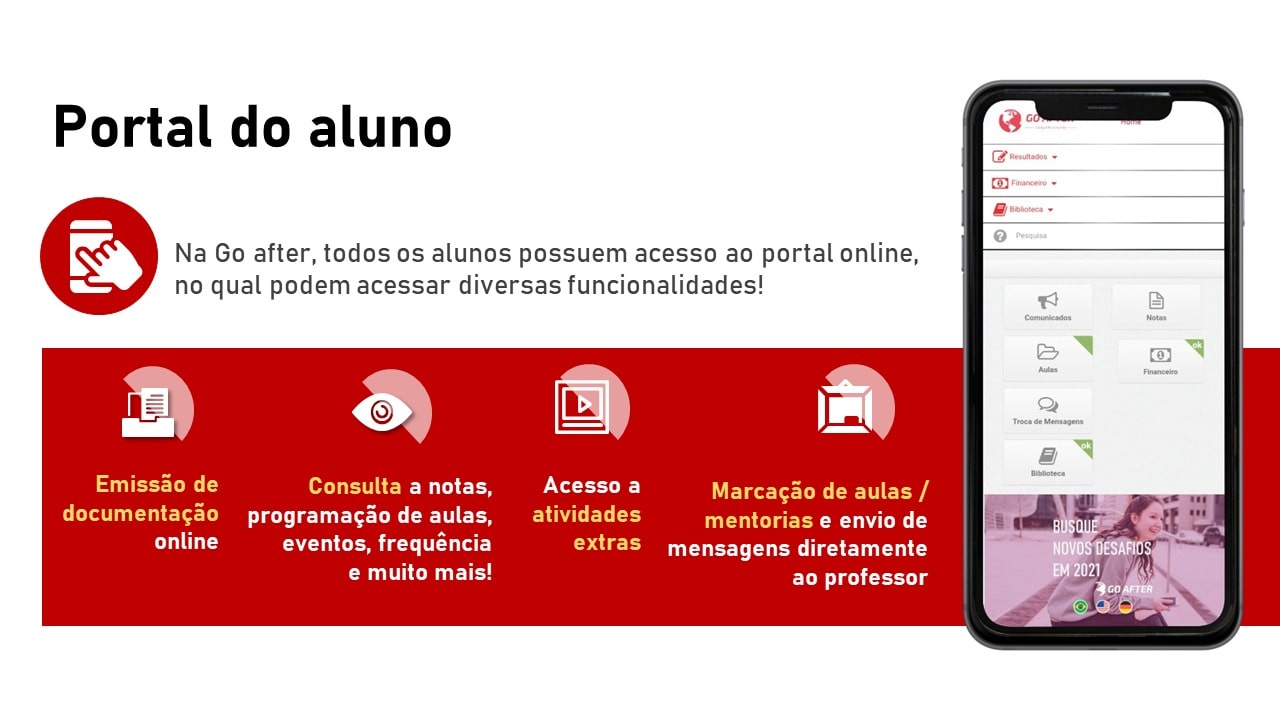 Portal do aluno
Na Go after, todos os alunos possuem acesso ao portal online,
no qual podem acessar diversas funcionalidades!
Emissão de
documentação
online
Consulta a notas,
programação de aulas,
eventos, frequência
e muito mais!
Acesso a
atividades
extras
Marcação de aulas /
mentorias e envio de
mensagens diretamente
ao professor
GO AFTER
Home
Resultados
Financeiro
Biblioteca
Pesquisa
Comunicados
Notas
Aulas
ok
Financeiro
Troca de Mensagens
ok
Biblioteca
BUSQUE
NOVOS DESAFIOS
EM 2021
GO AFTER